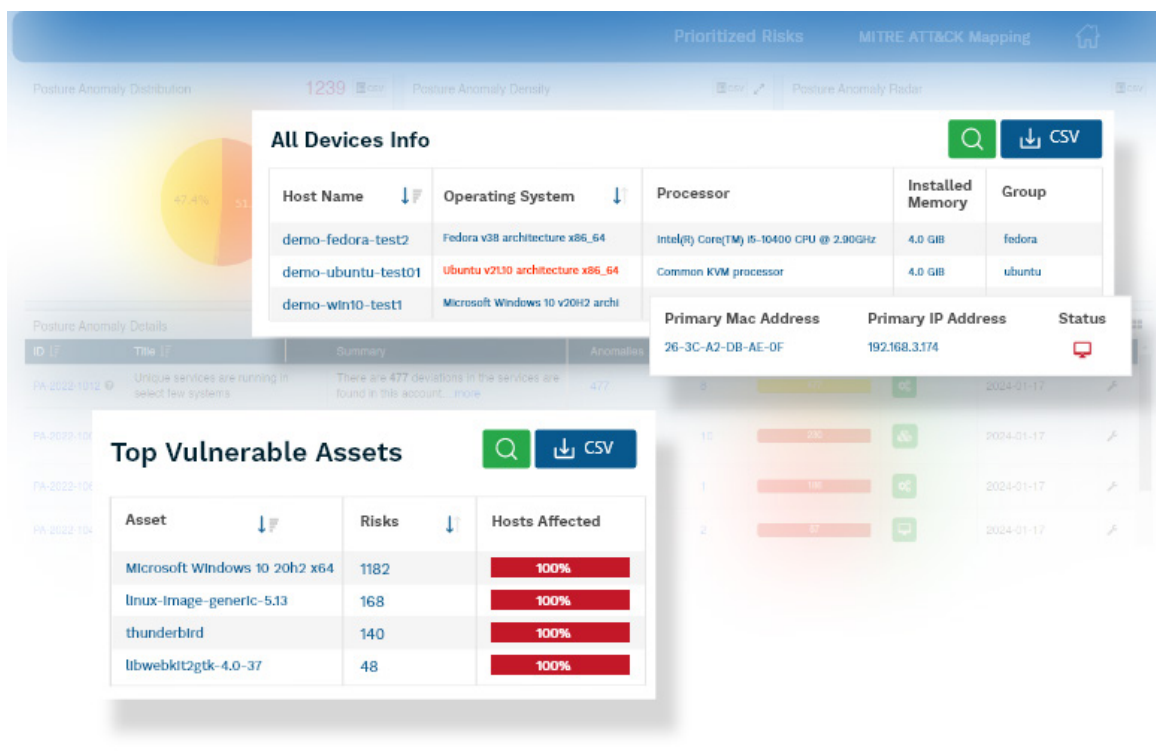 Prioritized Risks MITRE ATT&CK Mapping
Posture Anomaly Distribution 1239 CSV Posture Anomaly Density CSV Posture Anomaly Radar CSV
All Devices Info CSV
Host Name Operating System Processor Installed Memory Group
demo-fedora-test2 Fedora v38 architecture x86_64 Intel(R) Core(TM) i5-10400 CPU @ 2.90GHz 4.0 GiB fedora
demo-ubuntu-test01 Ubuntu v21.10 architecture x86_64 Common KVM processor 4.0 GiB ubuntu
demo-win10-test1 Microsoft Windows 10 v20H2 archi
47.4% 51
Primary Mac Address Primary IP Address Status
26-3C-A2-DB-AE-0F 192.168.3.174
Posture Anomaly Details
ID Title Summary Anomalies
PA-2022-1012 Unique services are running in select few systems There are 477 deviations in the services are found in this account... more 477 8 2024-01-17
10 2024-01-17
1 2024-01-17
2 2024-01-17
Top Vulnerable Assets CSV
Asset Risks Hosts Affected
Microsoft Windows 10 20h2 x64 1182 100%
linux-image-generic-5.13 168 100%
thunderbird 140 100%
libwebkit2gtk-4.0-37 48 100%